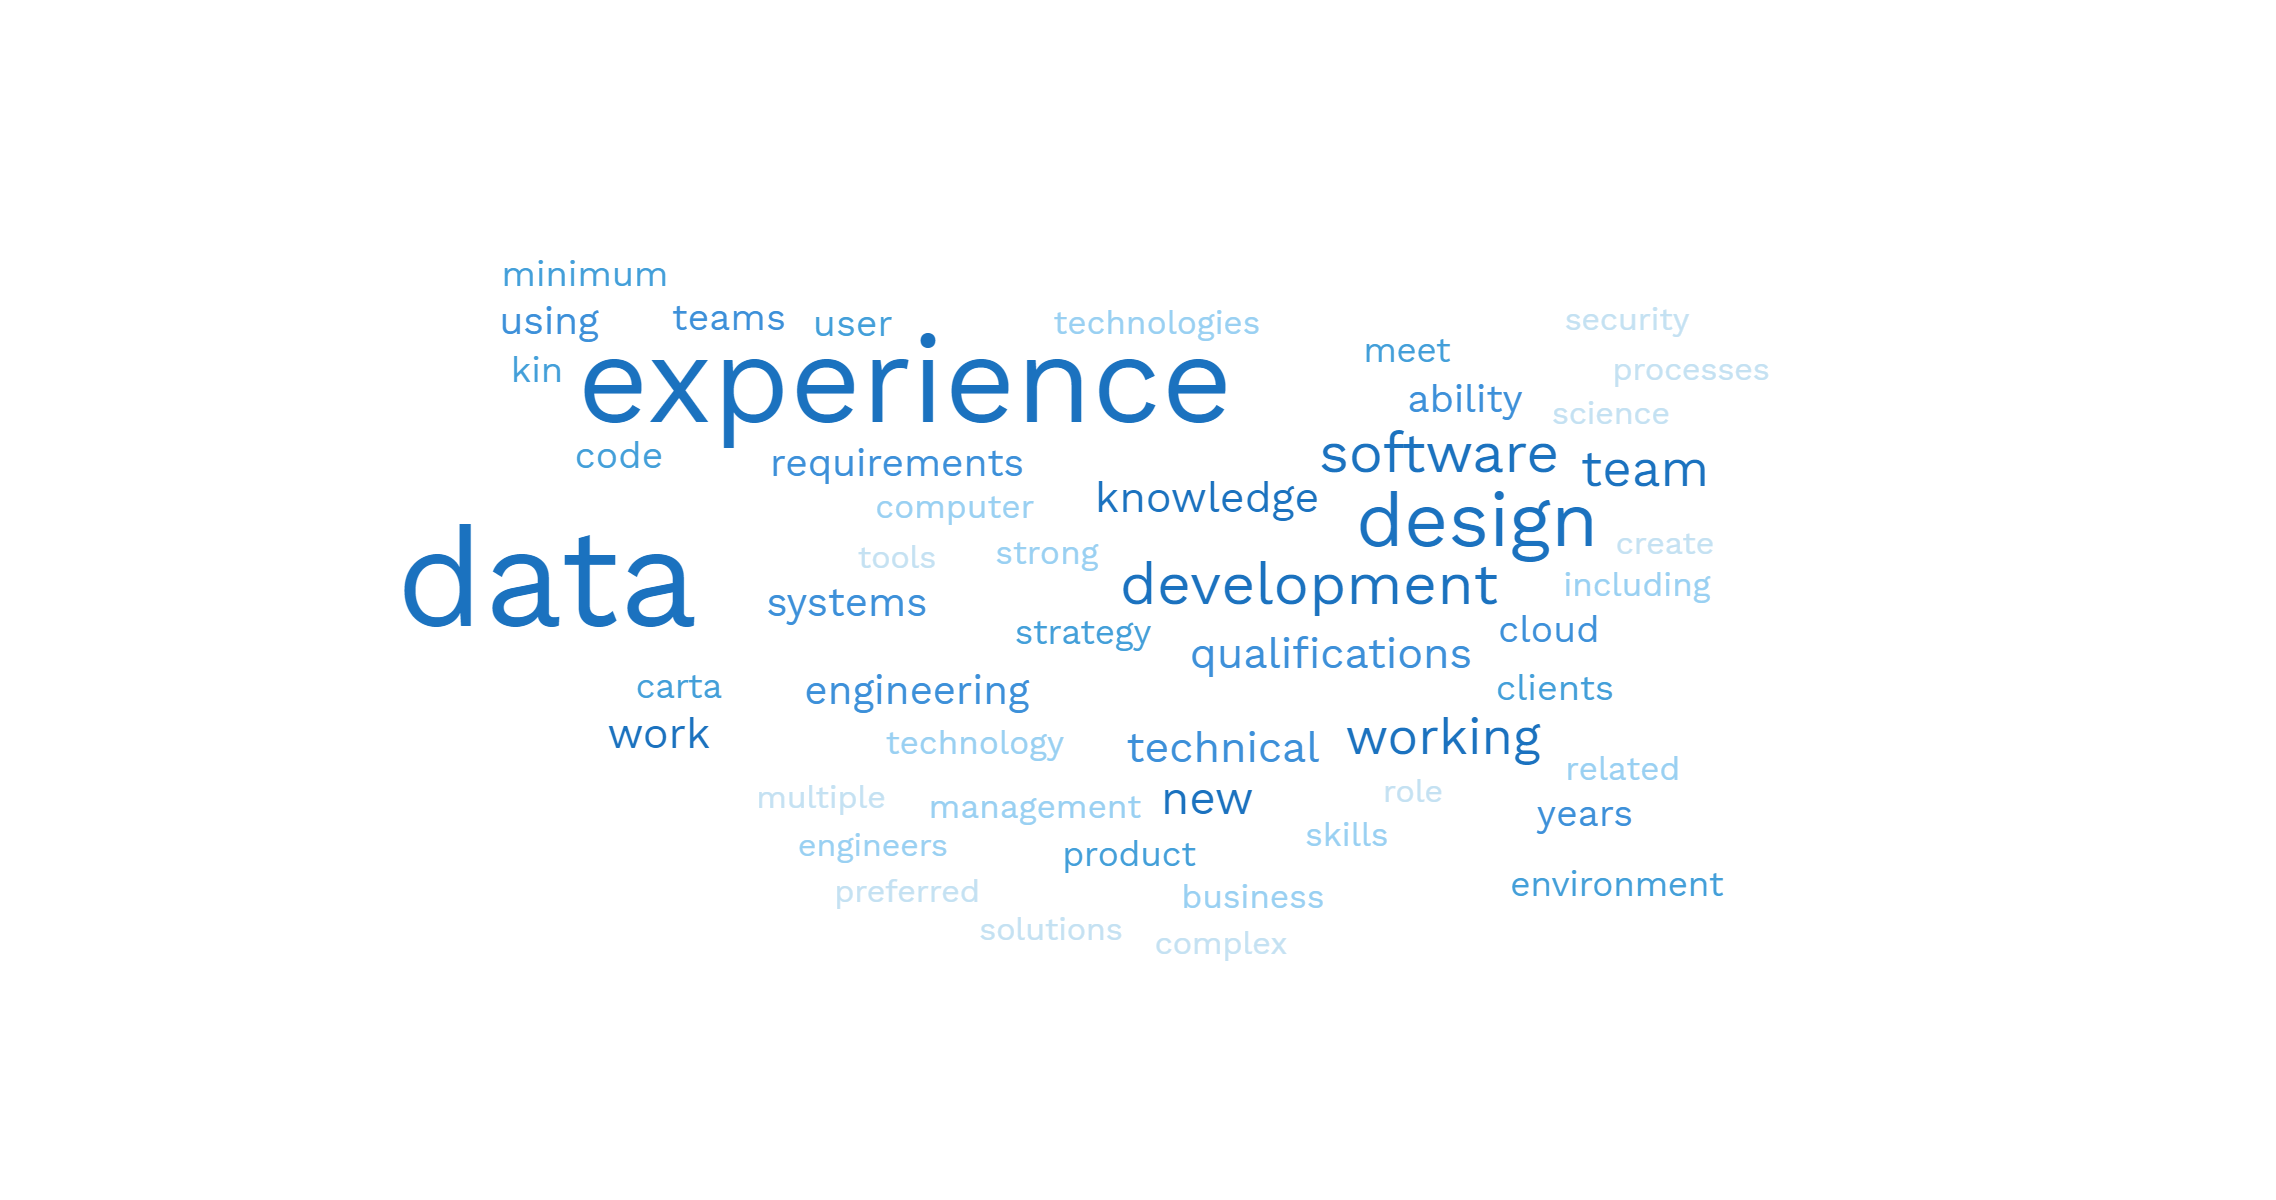 minimum
using teams user technologies security
kin experience meet processes
ability science
code requirements software team
computer knowledge design
data tools strong create
systems development including
strategy qualifications cloud
carta engineering clients
work technology technical working
multiple management new role related
engineers product skills years
preferred business environment
solutions complex